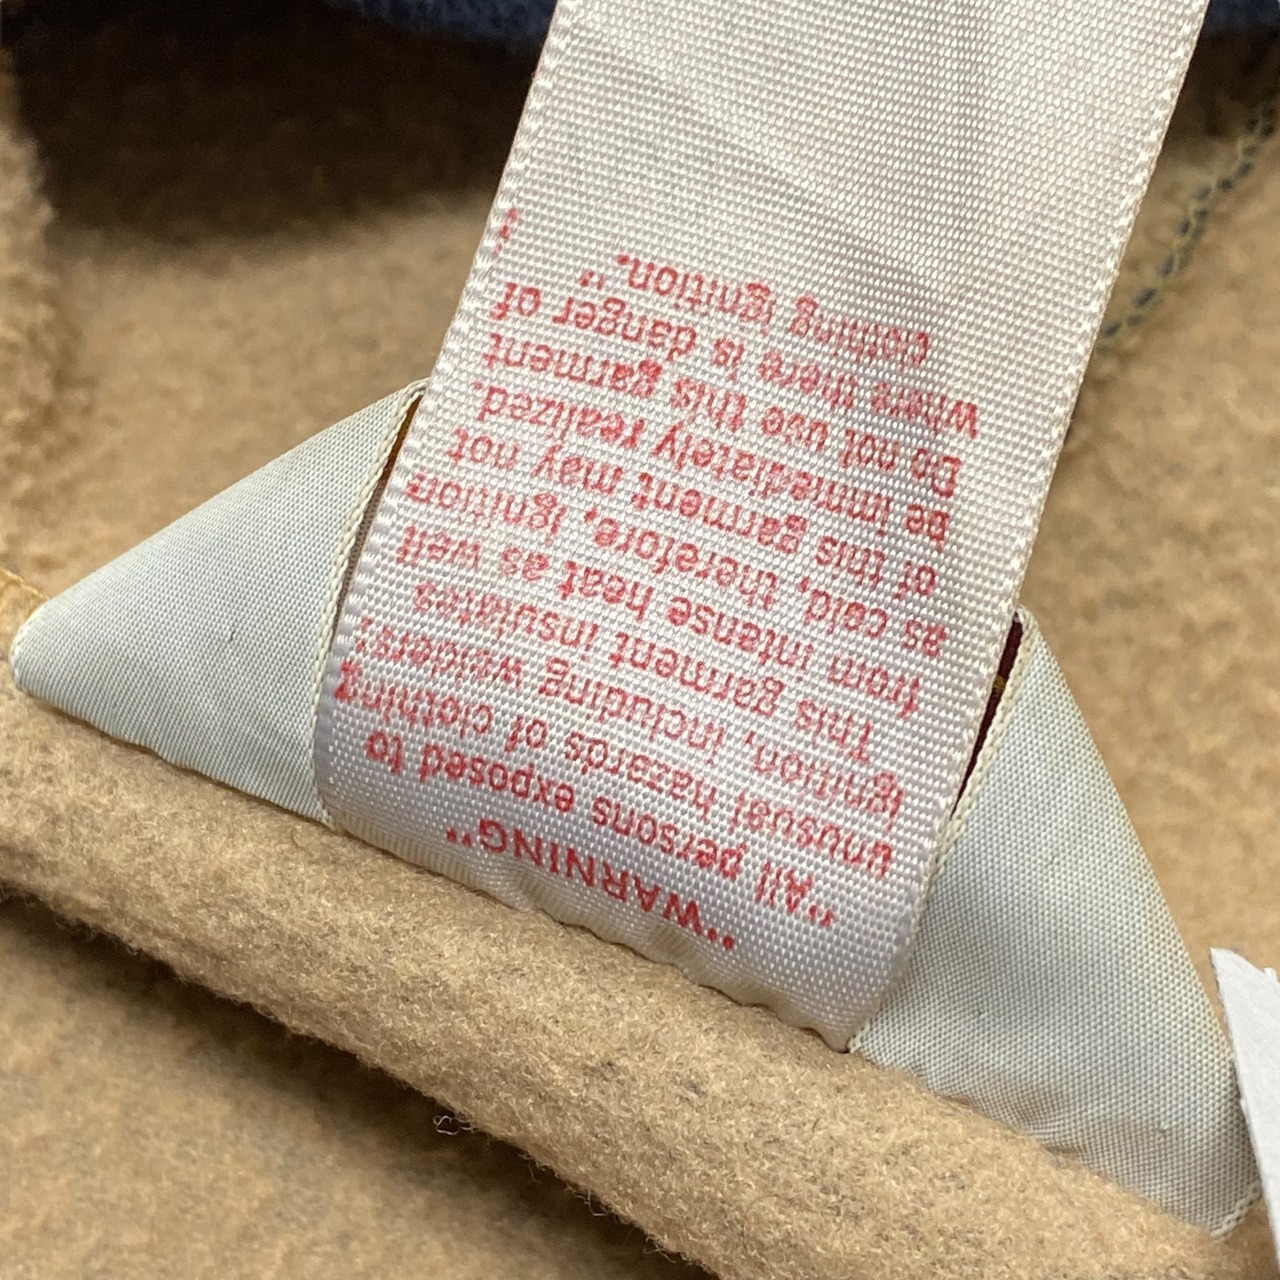 "WARNING"
"All persons exposed to
unusual hazards of clothing
ignition, including welders:
This garment insulates
from intense heat as well
as cold, therefore, ignition
of this garment may not
be immediately realized.
Do not use this garment
where there is danger of
clothing ignition."